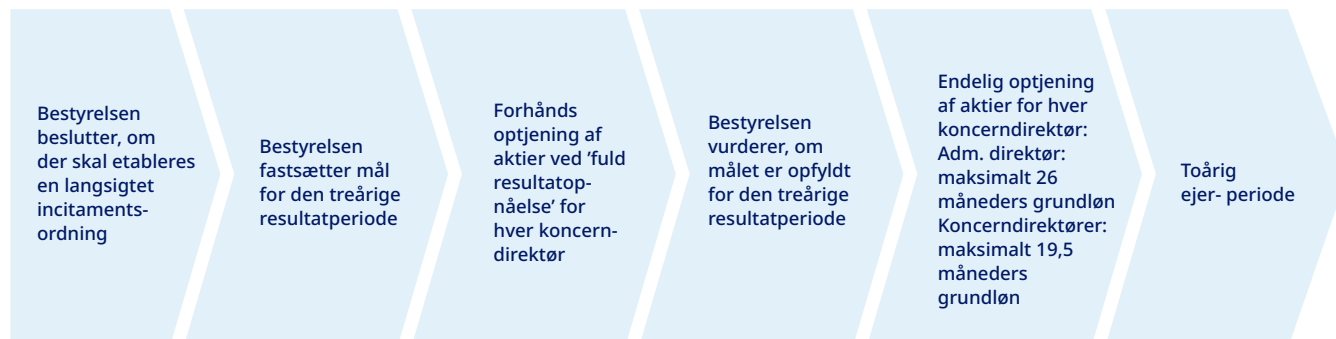 Bestyrelsen
beslutter, om
der skal etableres
en langsigtet
incitaments-
ordning
Bestyrelsen
fastsætter mål
for den treårige
resultatperiode
Forhånds
optjening af
aktier ved ‘fuld
resultatop-
nåelse’ for
hver koncern-
direktør
Bestyrelsen
vurderer, om
målet er opfyldt
for den treårige
resultatperiode
Endelig optjening
af aktier for hver
koncerndirektør:
Adm. direktør:
maksimalt 26
måneders grundløn
Koncerndirektører:
maksimalt 19,5
måneders
grundløn
Toårig
ejer- periode